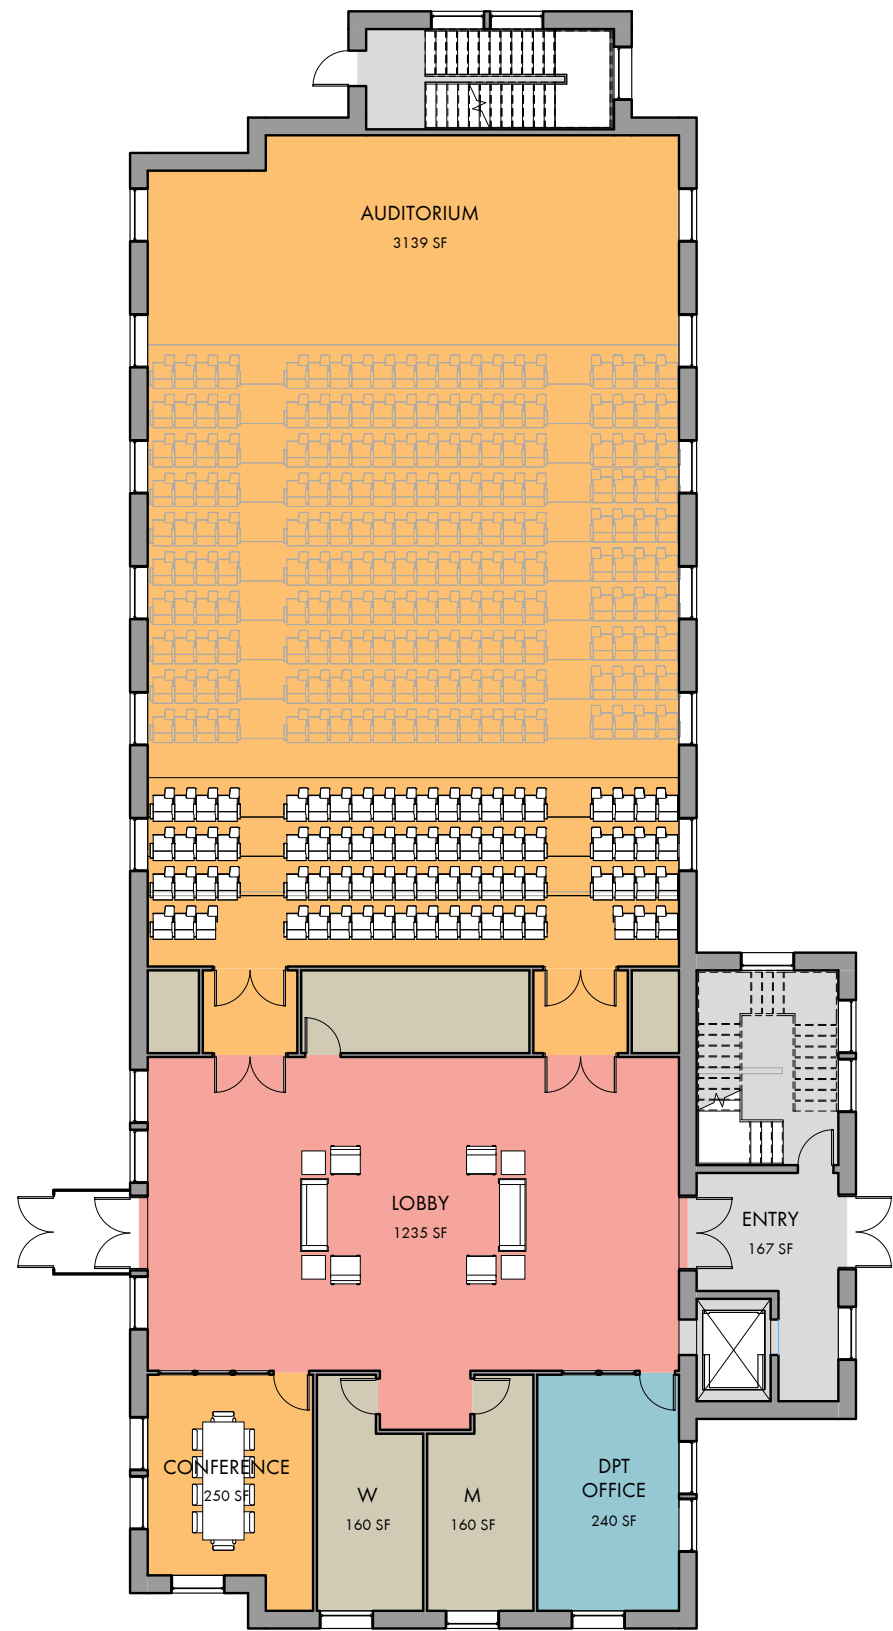 AUDITORIUM
3139 SF
LOBBY
1235 SF
ENTRY
167 SF
CONFERENCE
250 SF
W
160 SF
M
160 SF
DPT
OFFICE
240 SF